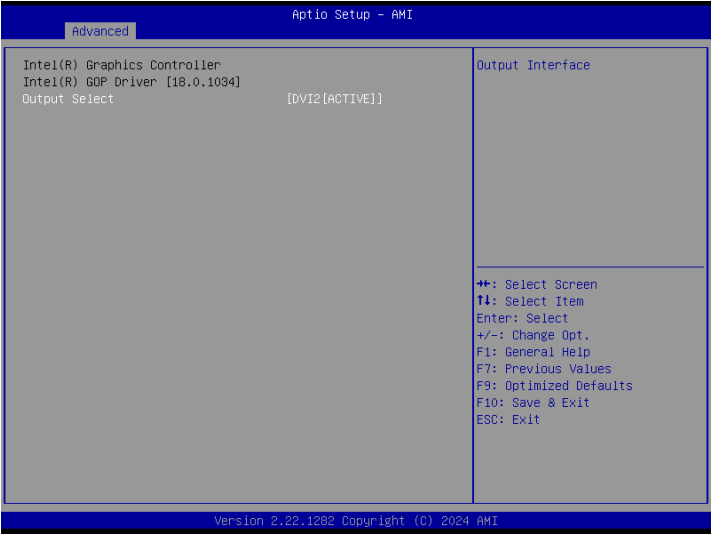 Aptio Setup – AMI
Advanced
Intel(R) Graphics Controller
Intel(R) GOP Driver [18.0.1034]
Output Select [DVI2[ACTIVE]]
Output Interface
→←: Select Screen
↑↓: Select Item
Enter: Select
+/-: Change Opt.
F1: General Help
F7: Previous Values
F9: Optimized Defaults
F10: Save & Exit
ESC: Exit
Version 2.22.1282 Copyright (C) 2024 AMI